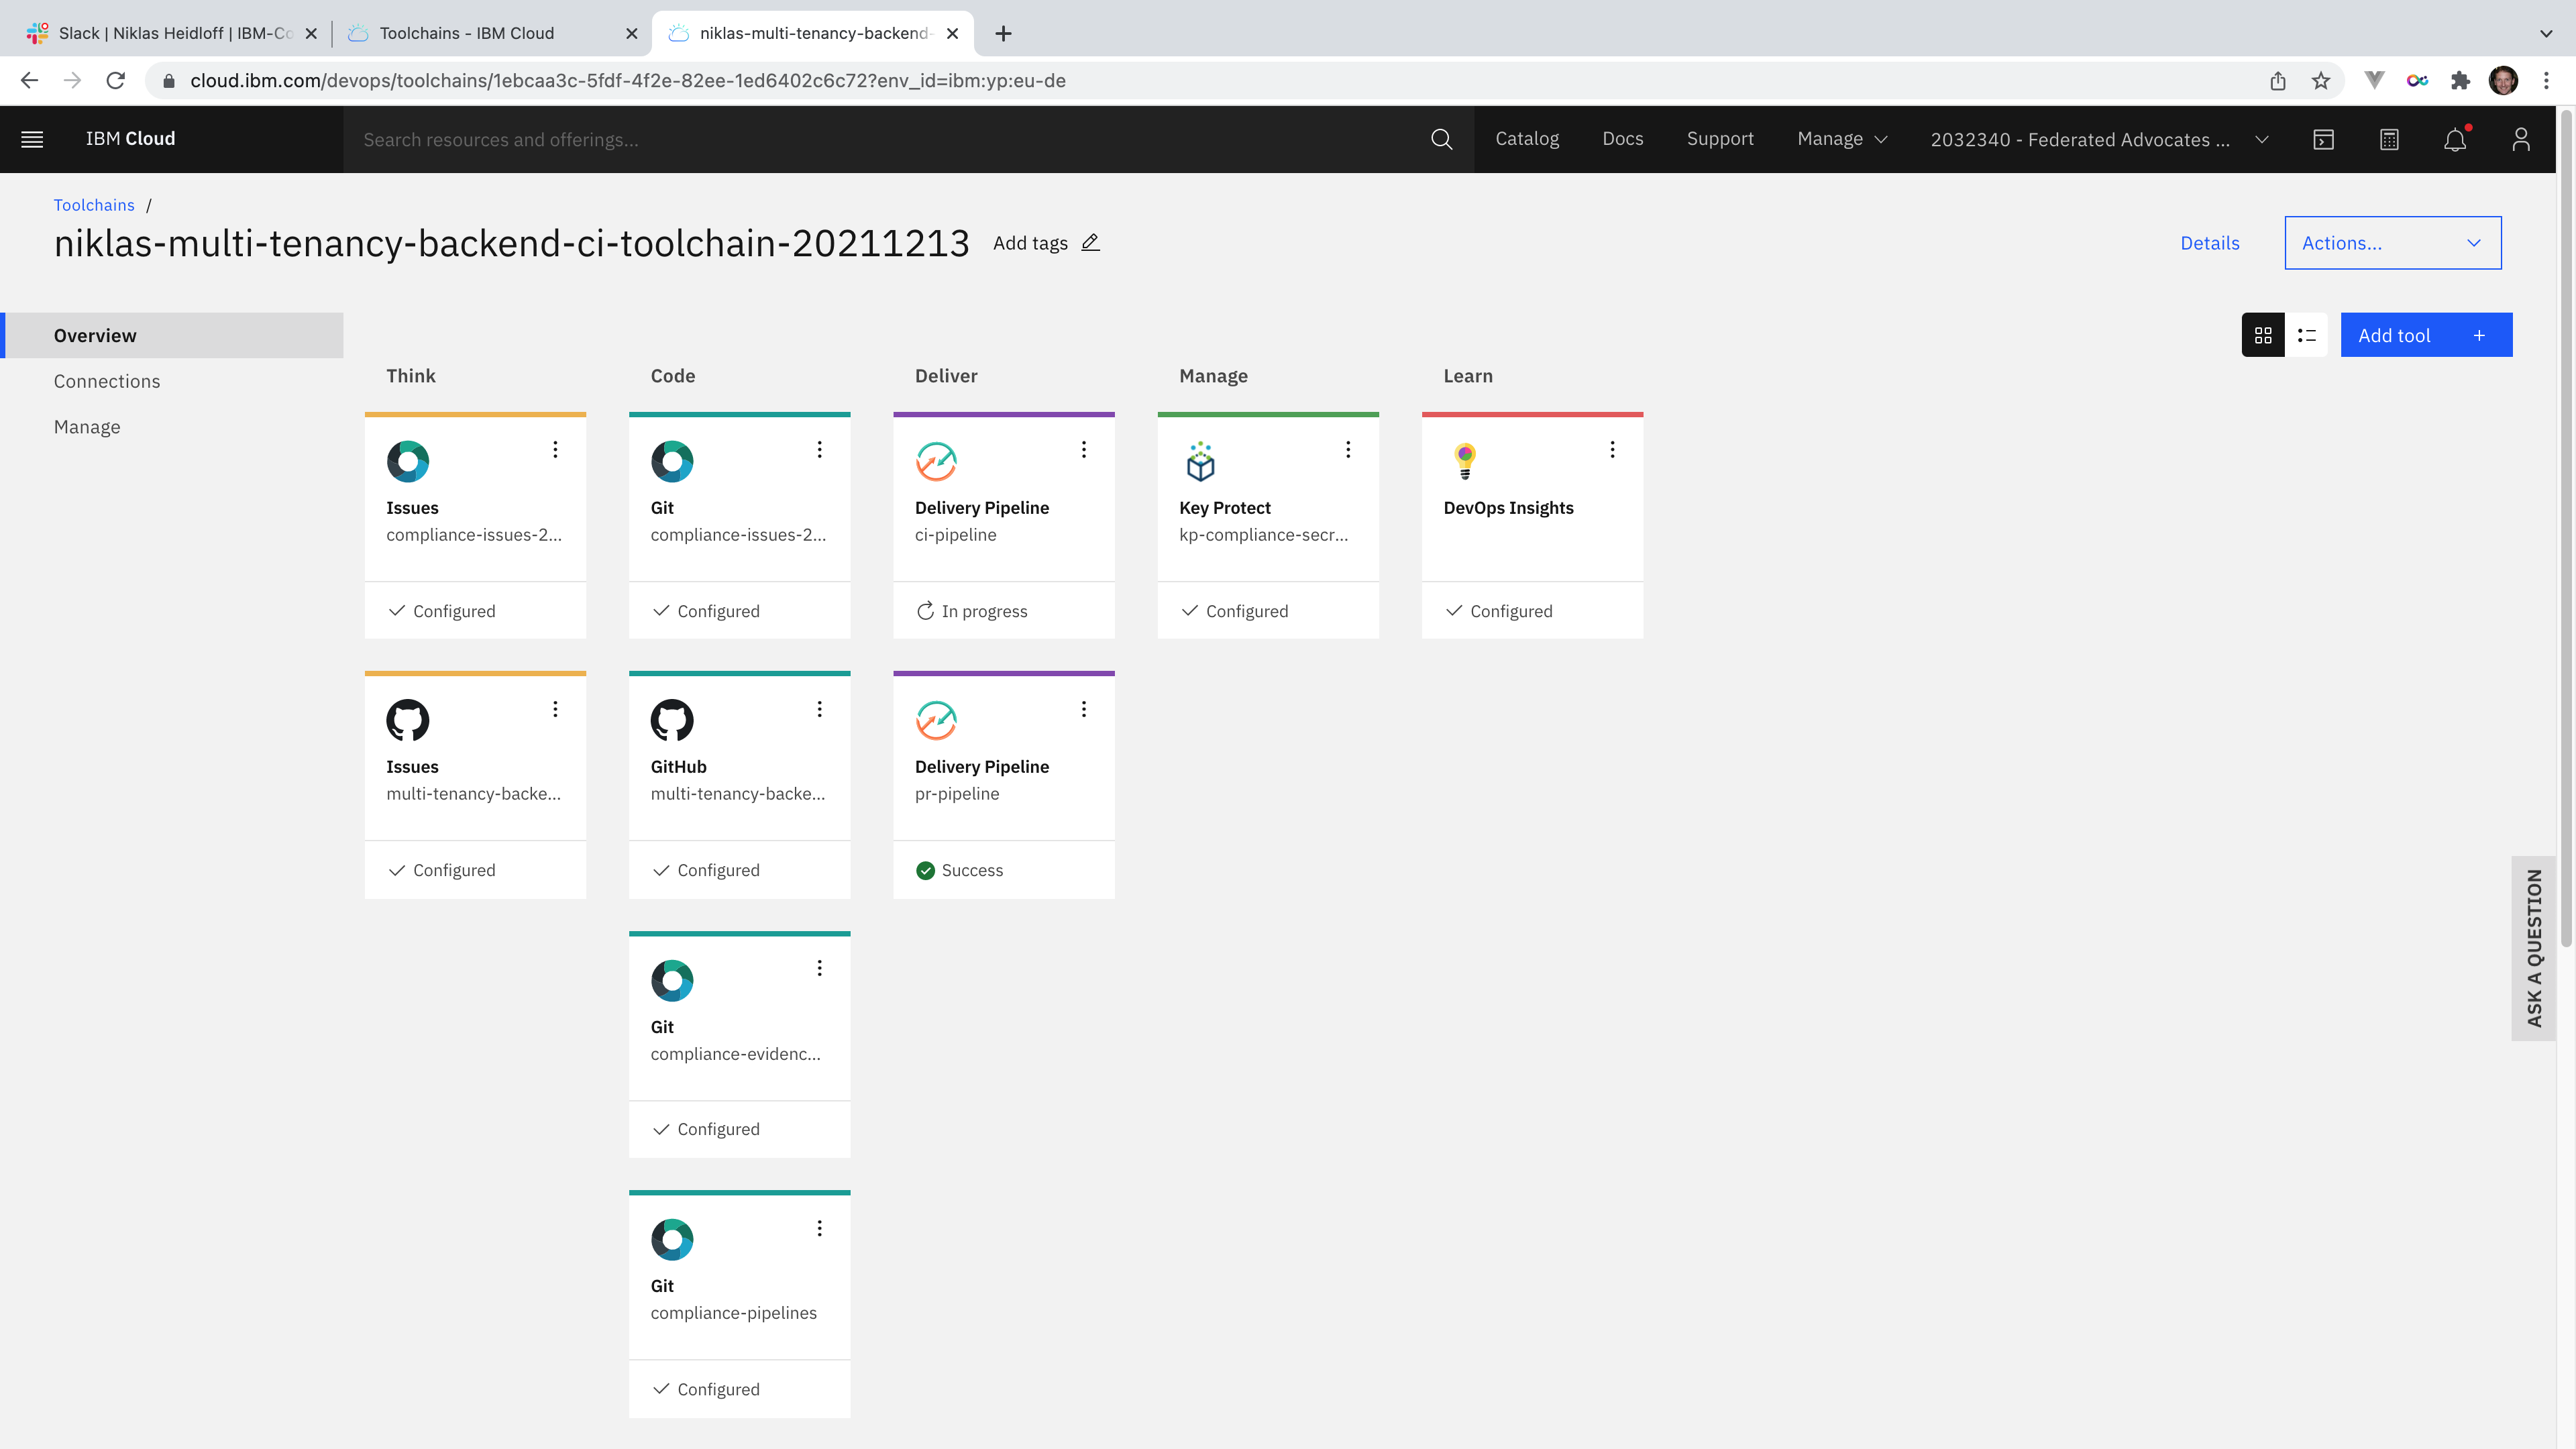 Slack | Niklas Heidloff | IBM-Co
Toolchains - IBM Cloud
niklas-multi-tenancy-backend-
cloud.ibm.com/devops/toolchains/1ebcaa3c-5fdf-4f2e-82ee-1ed6402c6c72?env_id=ibm:yp:eu-de
IBM Cloud
Search resources and offerings...
Catalog
Docs
Support
Manage
2032340 - Federated Advocates ...
Toolchains /
niklas-multi-tenancy-backend-ci-toolchain-20211213
Add tags
Details
Actions...
Overview
Connections
Manage
Add tool +
Think
Code
Deliver
Manage
Learn
Issues
compliance-issues-2...
Configured
Git
compliance-issues-2...
Configured
Delivery Pipeline
ci-pipeline
In progress
Key Protect
kp-compliance-secr...
Configured
DevOps Insights
Configured
Issues
multi-tenancy-backe...
Configured
GitHub
multi-tenancy-backe...
Configured
Delivery Pipeline
pr-pipeline
Success
Git
compliance-evidenc...
Configured
Git
compliance-pipelines
Configured
ASK A QUESTION